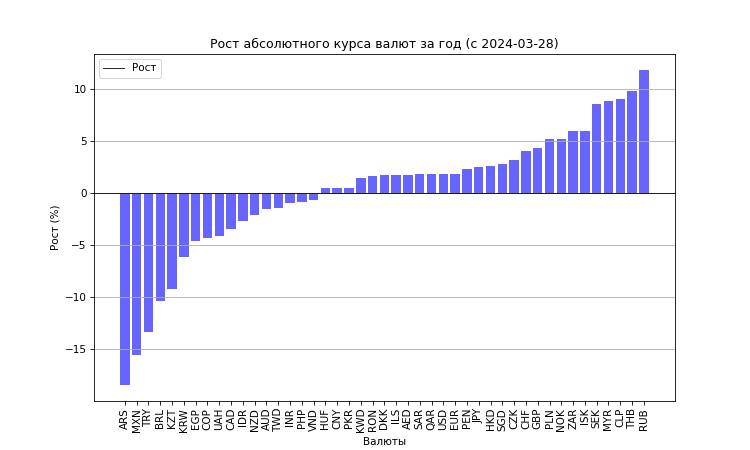 Рост абсолютного курса валют за год (с 2024-03-28)
Рост
10
5
0
−5
−10
−15
Рост (%)
ARS
MXN
TRY
BRL
KZT
KRW
EGP
COP
UAH
CAD
IDR
NZD
AUD
TWD
INR
PHP
VND
HUF
CNY
PKR
KWD
RON
DKK
ILS
AED
SAR
QAR
USD
EUR
PEN
JPY
HKD
SGD
CZK
CHF
GBP
PLN
NOK
ZAR
ISK
SEK
MYR
CLP
THB
RUB
Валюты